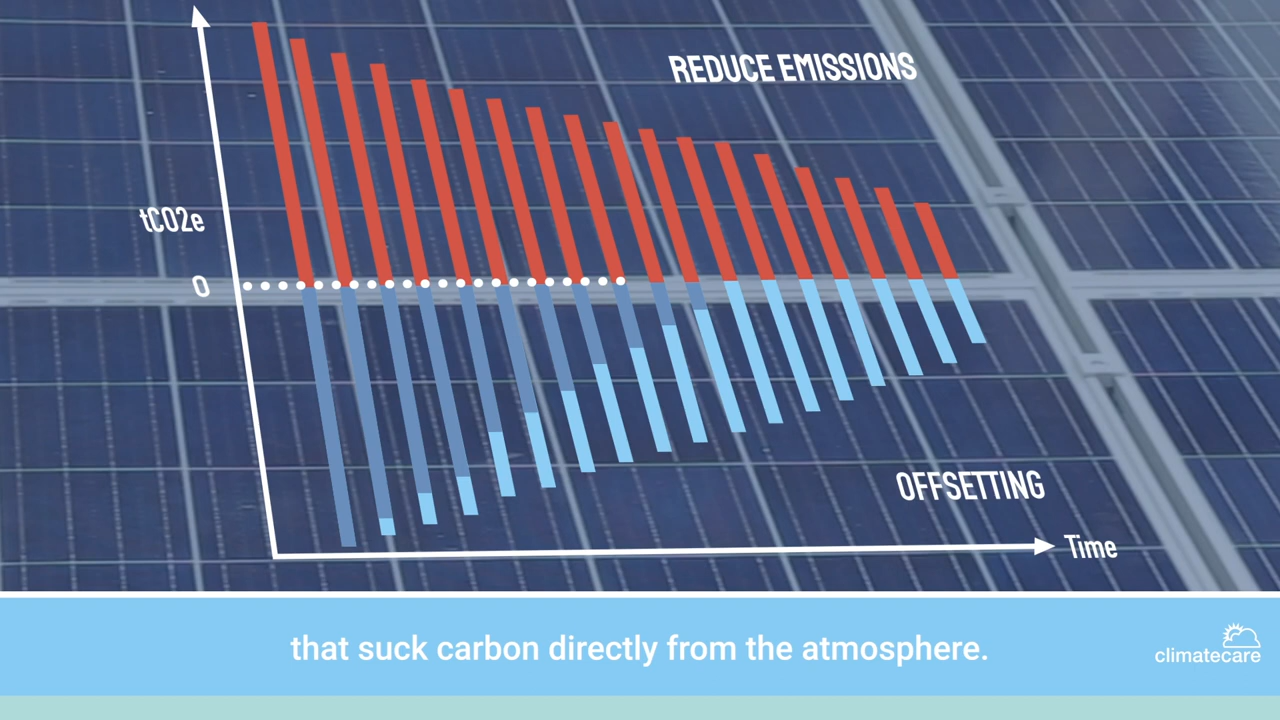 REDUCE EMISSIONS
tCO2e
0
OFFSETTING
Time
that suck carbon directly from the atmosphere.
climatecare